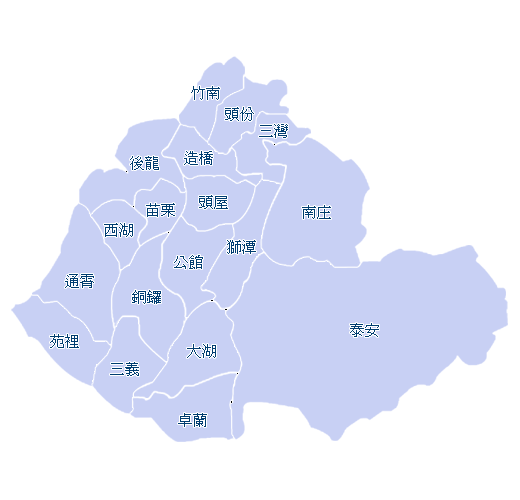 竹南
頭份
三灣
後龍
造橋
頭屋
苗栗
南庄
西湖
獅潭
公館
通霄
銅鑼
泰安
苑裡
大湖
三義
卓蘭